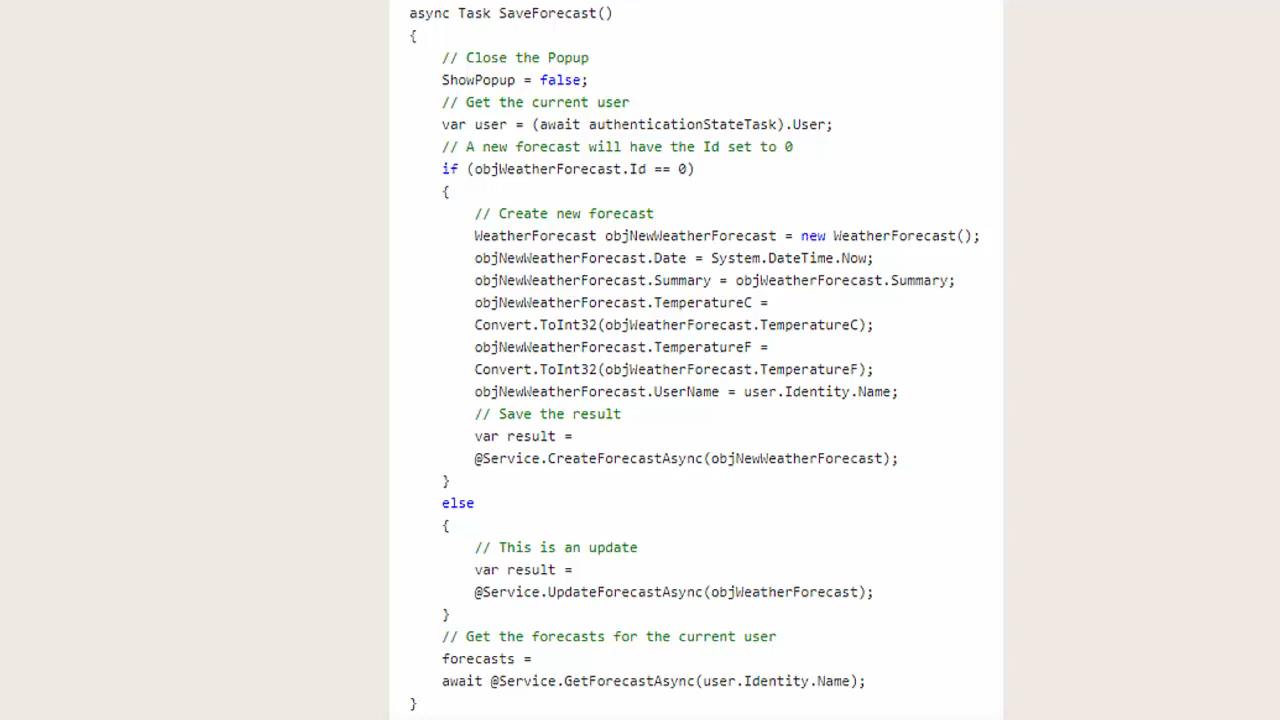 async Task SaveForecast()
{
// Close the Popup
ShowPopup = false;
// Get the current user
var user = (await authenticationStateTask).User;
// A new forecast will have the Id set to 0
if (objWeatherForecast.Id == 0)
{
// Create new forecast
WeatherForecast objNewWeatherForecast = new WeatherForecast();
objNewWeatherForecast.Date = System.DateTime.Now;
objNewWeatherForecast.Summary = objWeatherForecast.Summary;
objNewWeatherForecast.TemperatureC =
Convert.ToInt32(objWeatherForecast.TemperatureC);
objNewWeatherForecast.TemperatureF =
Convert.ToInt32(objWeatherForecast.TemperatureF);
objNewWeatherForecast.UserName = user.Identity.Name;
// Save the result
var result =
@Service.CreateForecastAsync(objNewWeatherForecast);
}
else
{
// This is an update
var result =
@Service.UpdateForecastAsync(objWeatherForecast);
}
// Get the forecasts for the current user
forecasts =
await @Service.GetForecastAsync(user.Identity.Name);
}